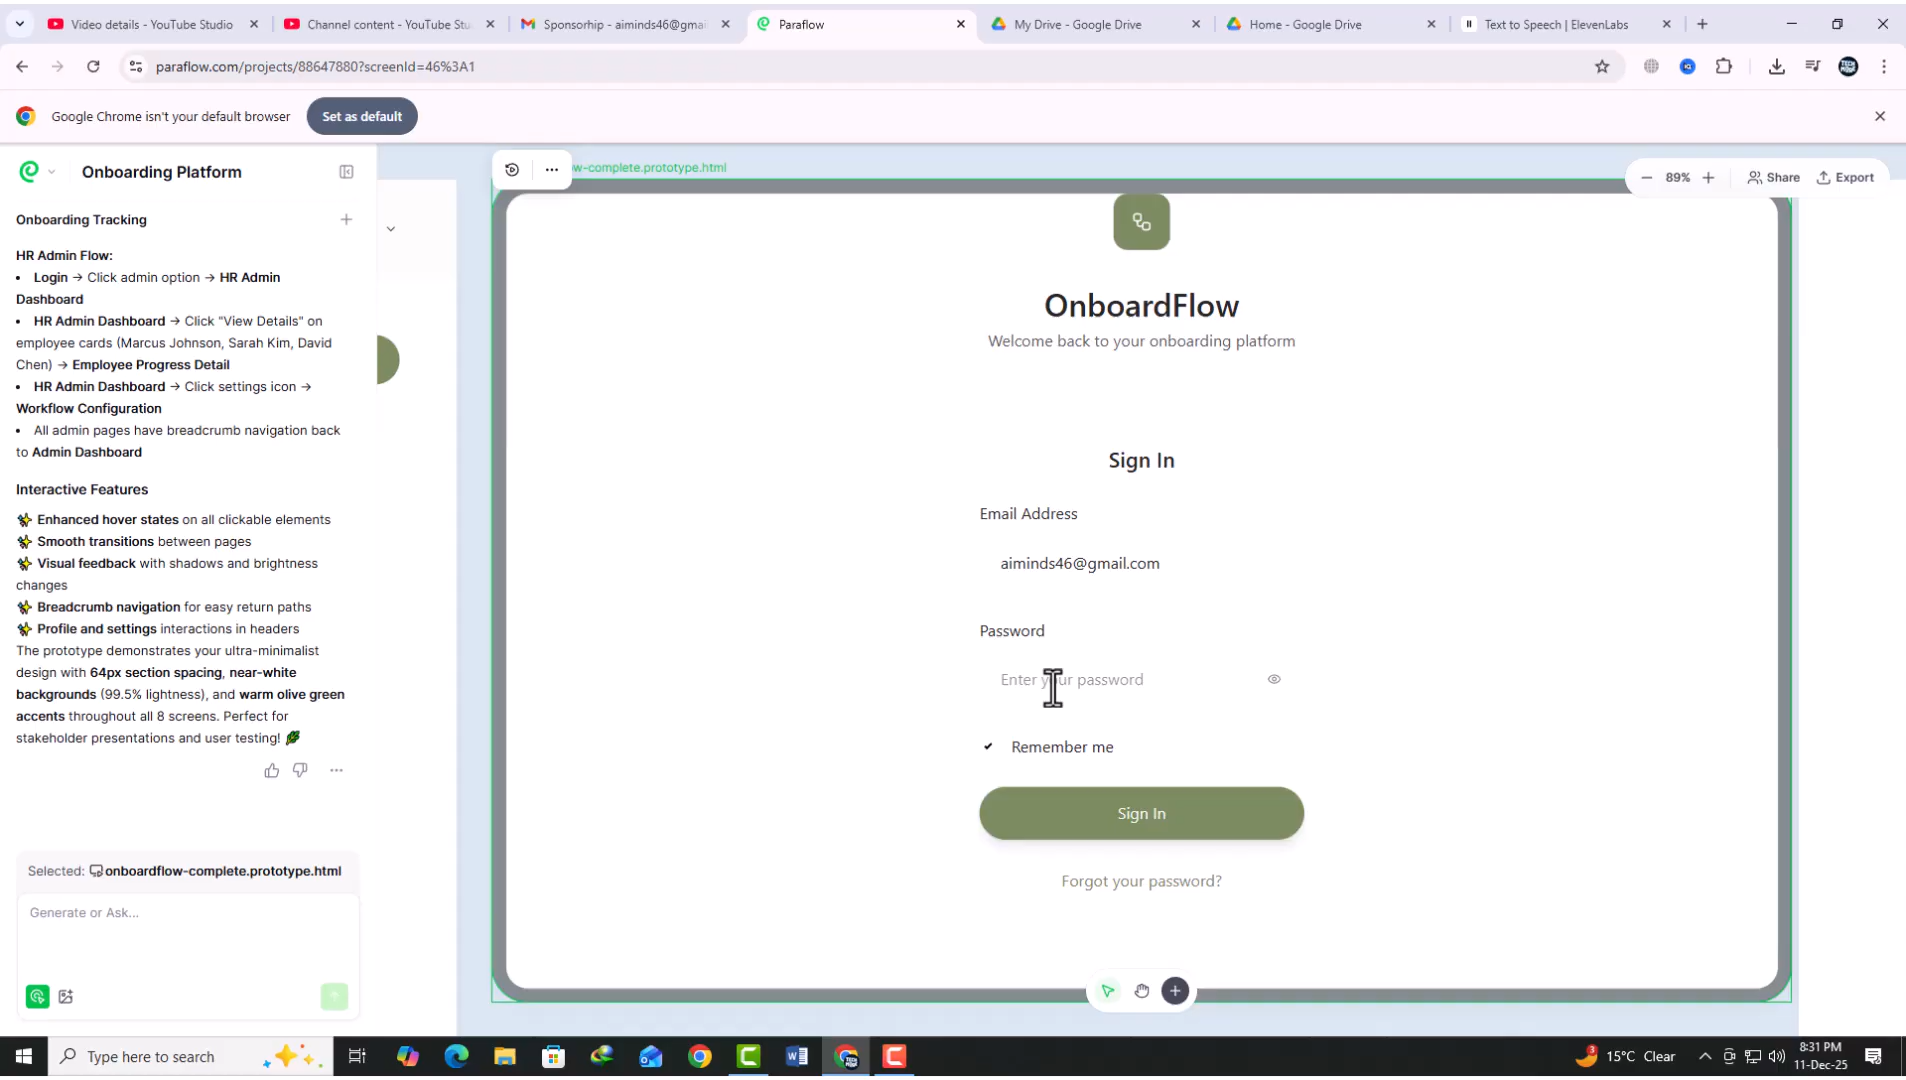 Video details - YouTube Studio
Channel content - YouTube Stu
Sponsorhip - aiminds46@gmai
Paraflow
My Drive - Google Drive
Home - Google Drive
Text to Speech | ElevenLabs
paraflow.com/projects/88647880?screenId=46%3A1
Google Chrome isn't your default browser
Set as default
Onboarding Platform
Onboarding Tracking
HR Admin Flow:
• Login → Click admin option → HR Admin
Dashboard
• HR Admin Dashboard → Click "View Details" on
employee cards (Marcus Johnson, Sarah Kim, David
Chen) → Employee Progress Detail
• HR Admin Dashboard → Click settings icon →
Workflow Configuration
• All admin pages have breadcrumb navigation back
to Admin Dashboard
Interactive Features
✨ Enhanced hover states on all clickable elements
✨ Smooth transitions between pages
✨ Visual feedback with shadows and brightness
changes
✨ Breadcrumb navigation for easy return paths
✨ Profile and settings interactions in headers
The prototype demonstrates your ultra-minimalist
design with 64px section spacing, near-white
backgrounds (99.5% lightness), and warm olive green
accents throughout all 8 screens. Perfect for
stakeholder presentations and user testing! 🌿
Selected: onboardflow-complete.prototype.html
Generate or Ask...
w-complete.prototype.html
89%
Share
Export
OnboardFlow
Welcome back to your onboarding platform
Sign In
Email Address
aiminds46@gmail.com
Password
Enter your password
Remember me
Sign In
Forgot your password?
Type here to search
3
15°C Clear
8:31 PM
11-Dec-25